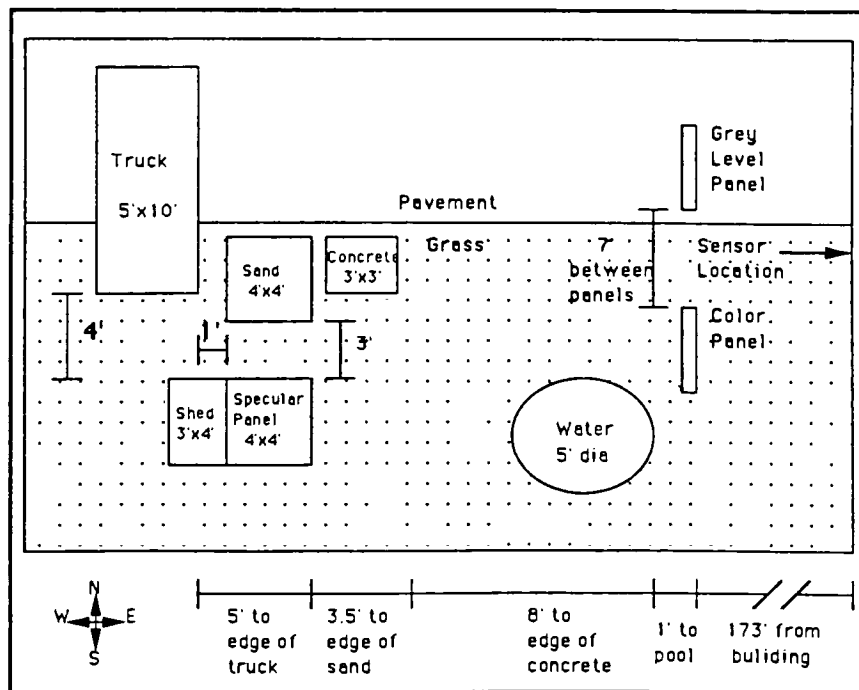 Truck
5'x10'
Grey
Level
Panel
Pavement
Grass
7'
between
panels
Sensor
Location
Sand
4'x4'
Concrete
3'x3'
4'
1'
3'
Color
Panel
Shed
3'x4'
Specular
Panel
4'x4'
Water
5' dia
N
W
E
S
5' to
edge of
truck
3.5' to
edge of
sand
8' to
edge of
concrete
1' to
pool
173' from
buliding